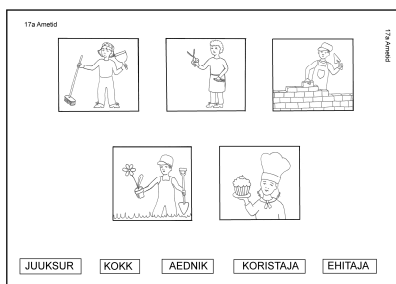 17a Ametid
17a Ametid
JUUKSUR
KOKK
AEDNIK
KORISTAJA
EHITAJA